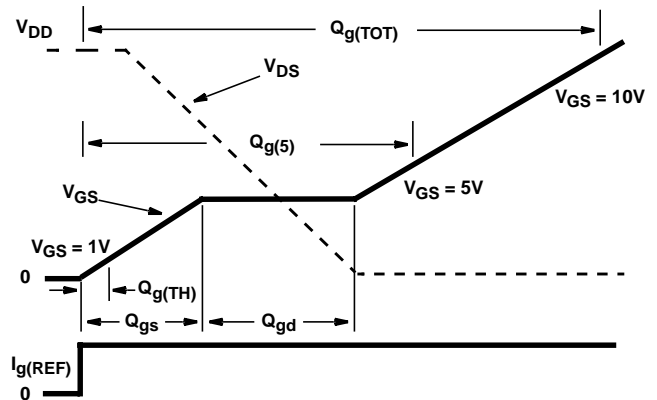 V_DD
Q_g(TOT)
V_DS
V_GS = 10V
Q_g(5)
V_GS
V_GS = 5V
V_GS = 1V
0
Q_g(TH)
Q_gs
Q_gd
I_g(REF)
0